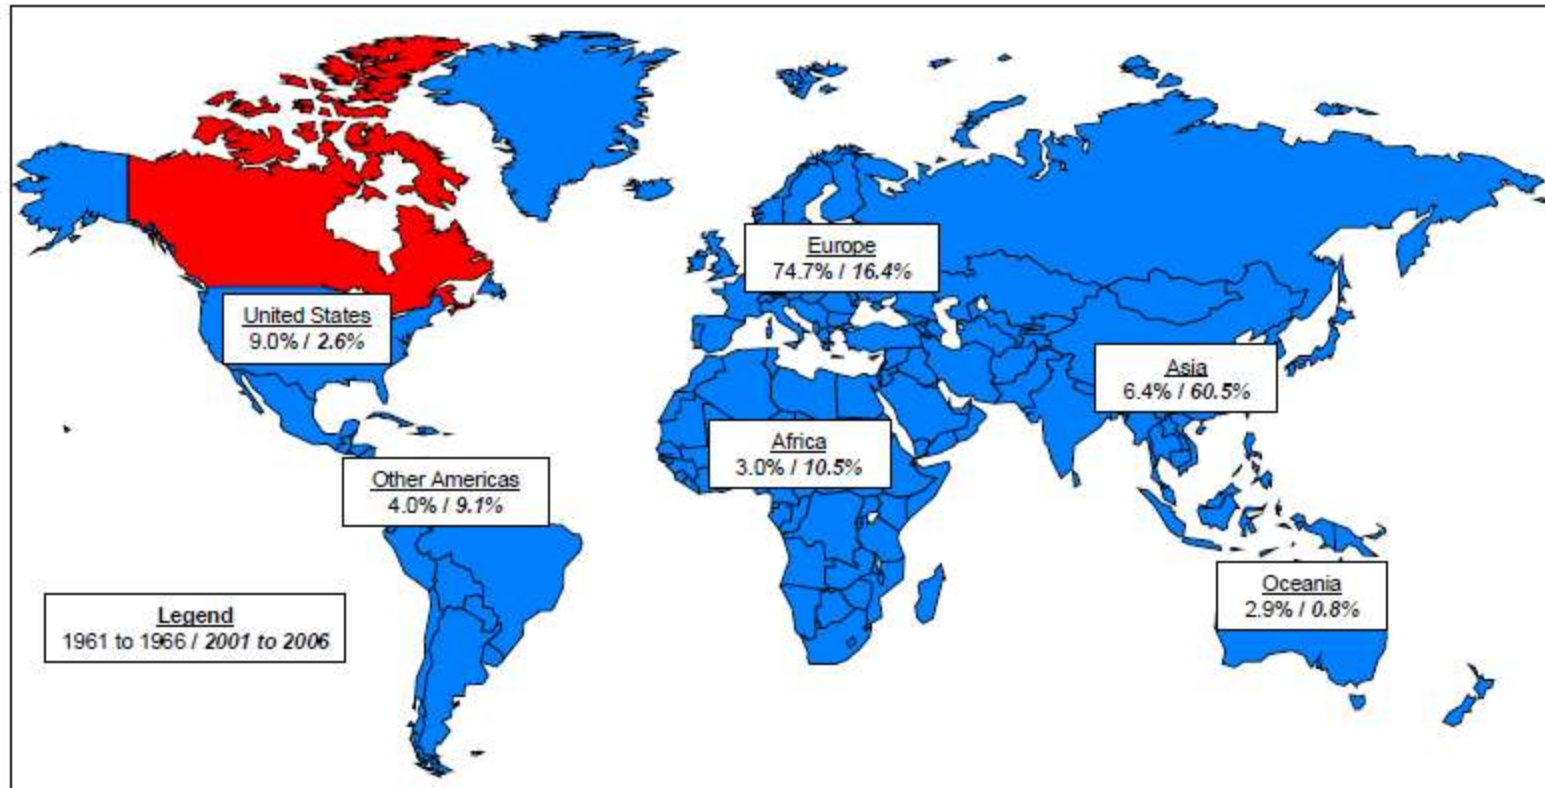 Europe
74.7% / 16.4%
United States
9.0% / 2.6%
Asia
6.4% / 60.5%
Africa
3.0% / 10.5%
Other Americas
4.0% / 9.1%
Oceania
2.9% / 0.8%
Legend
1961 to 1966 / 2001 to 2006